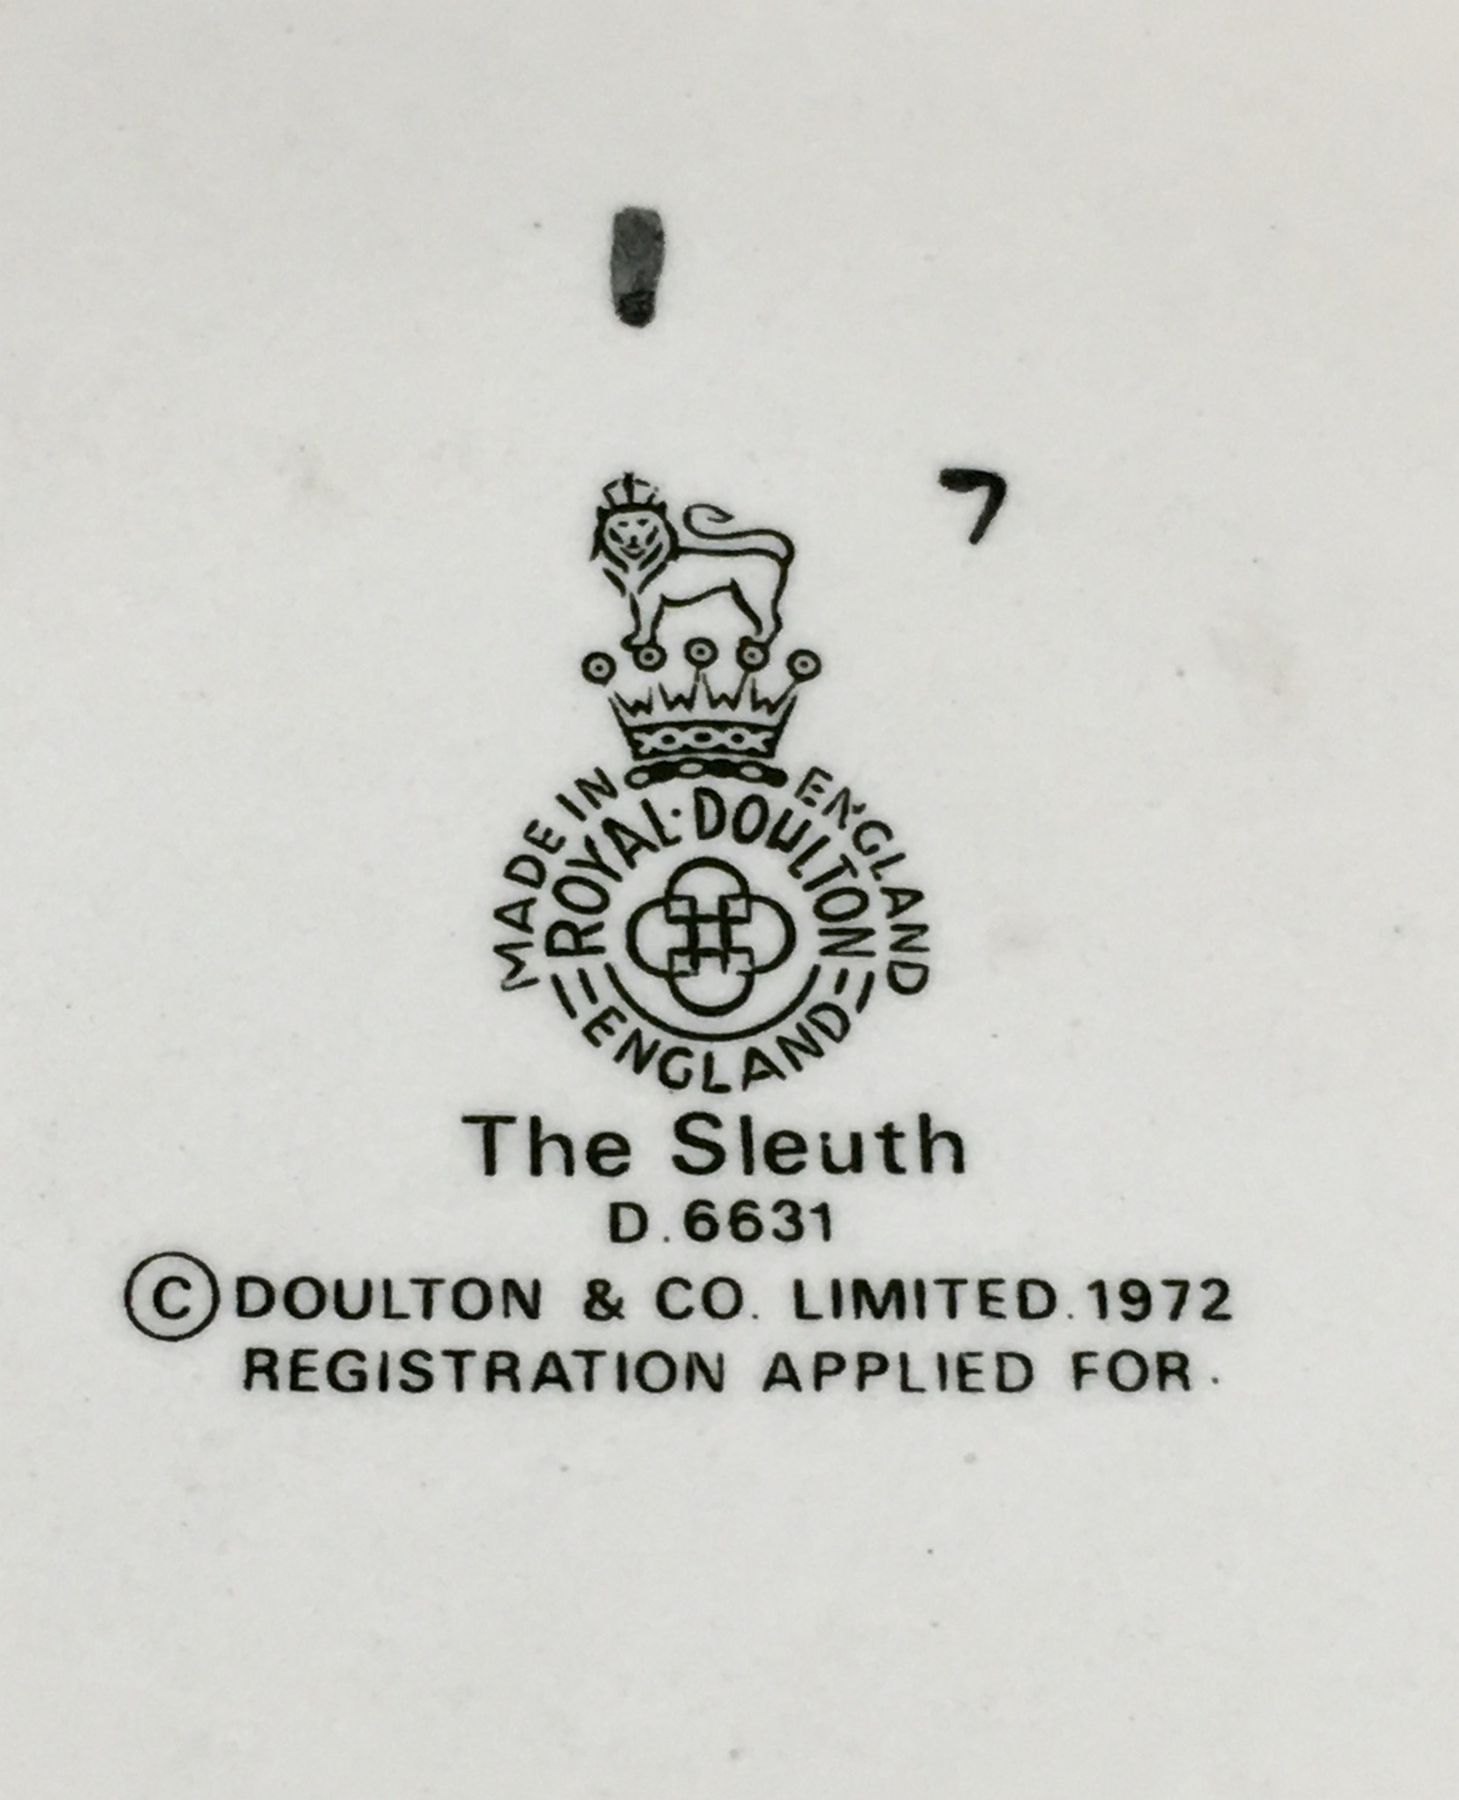 7
MADE IN ENGLAND
ROYAL·DOULTON
ENGLAND
The Sleuth
D.6631
©DOULTON & CO. LIMITED.1972
REGISTRATION APPLIED FOR.